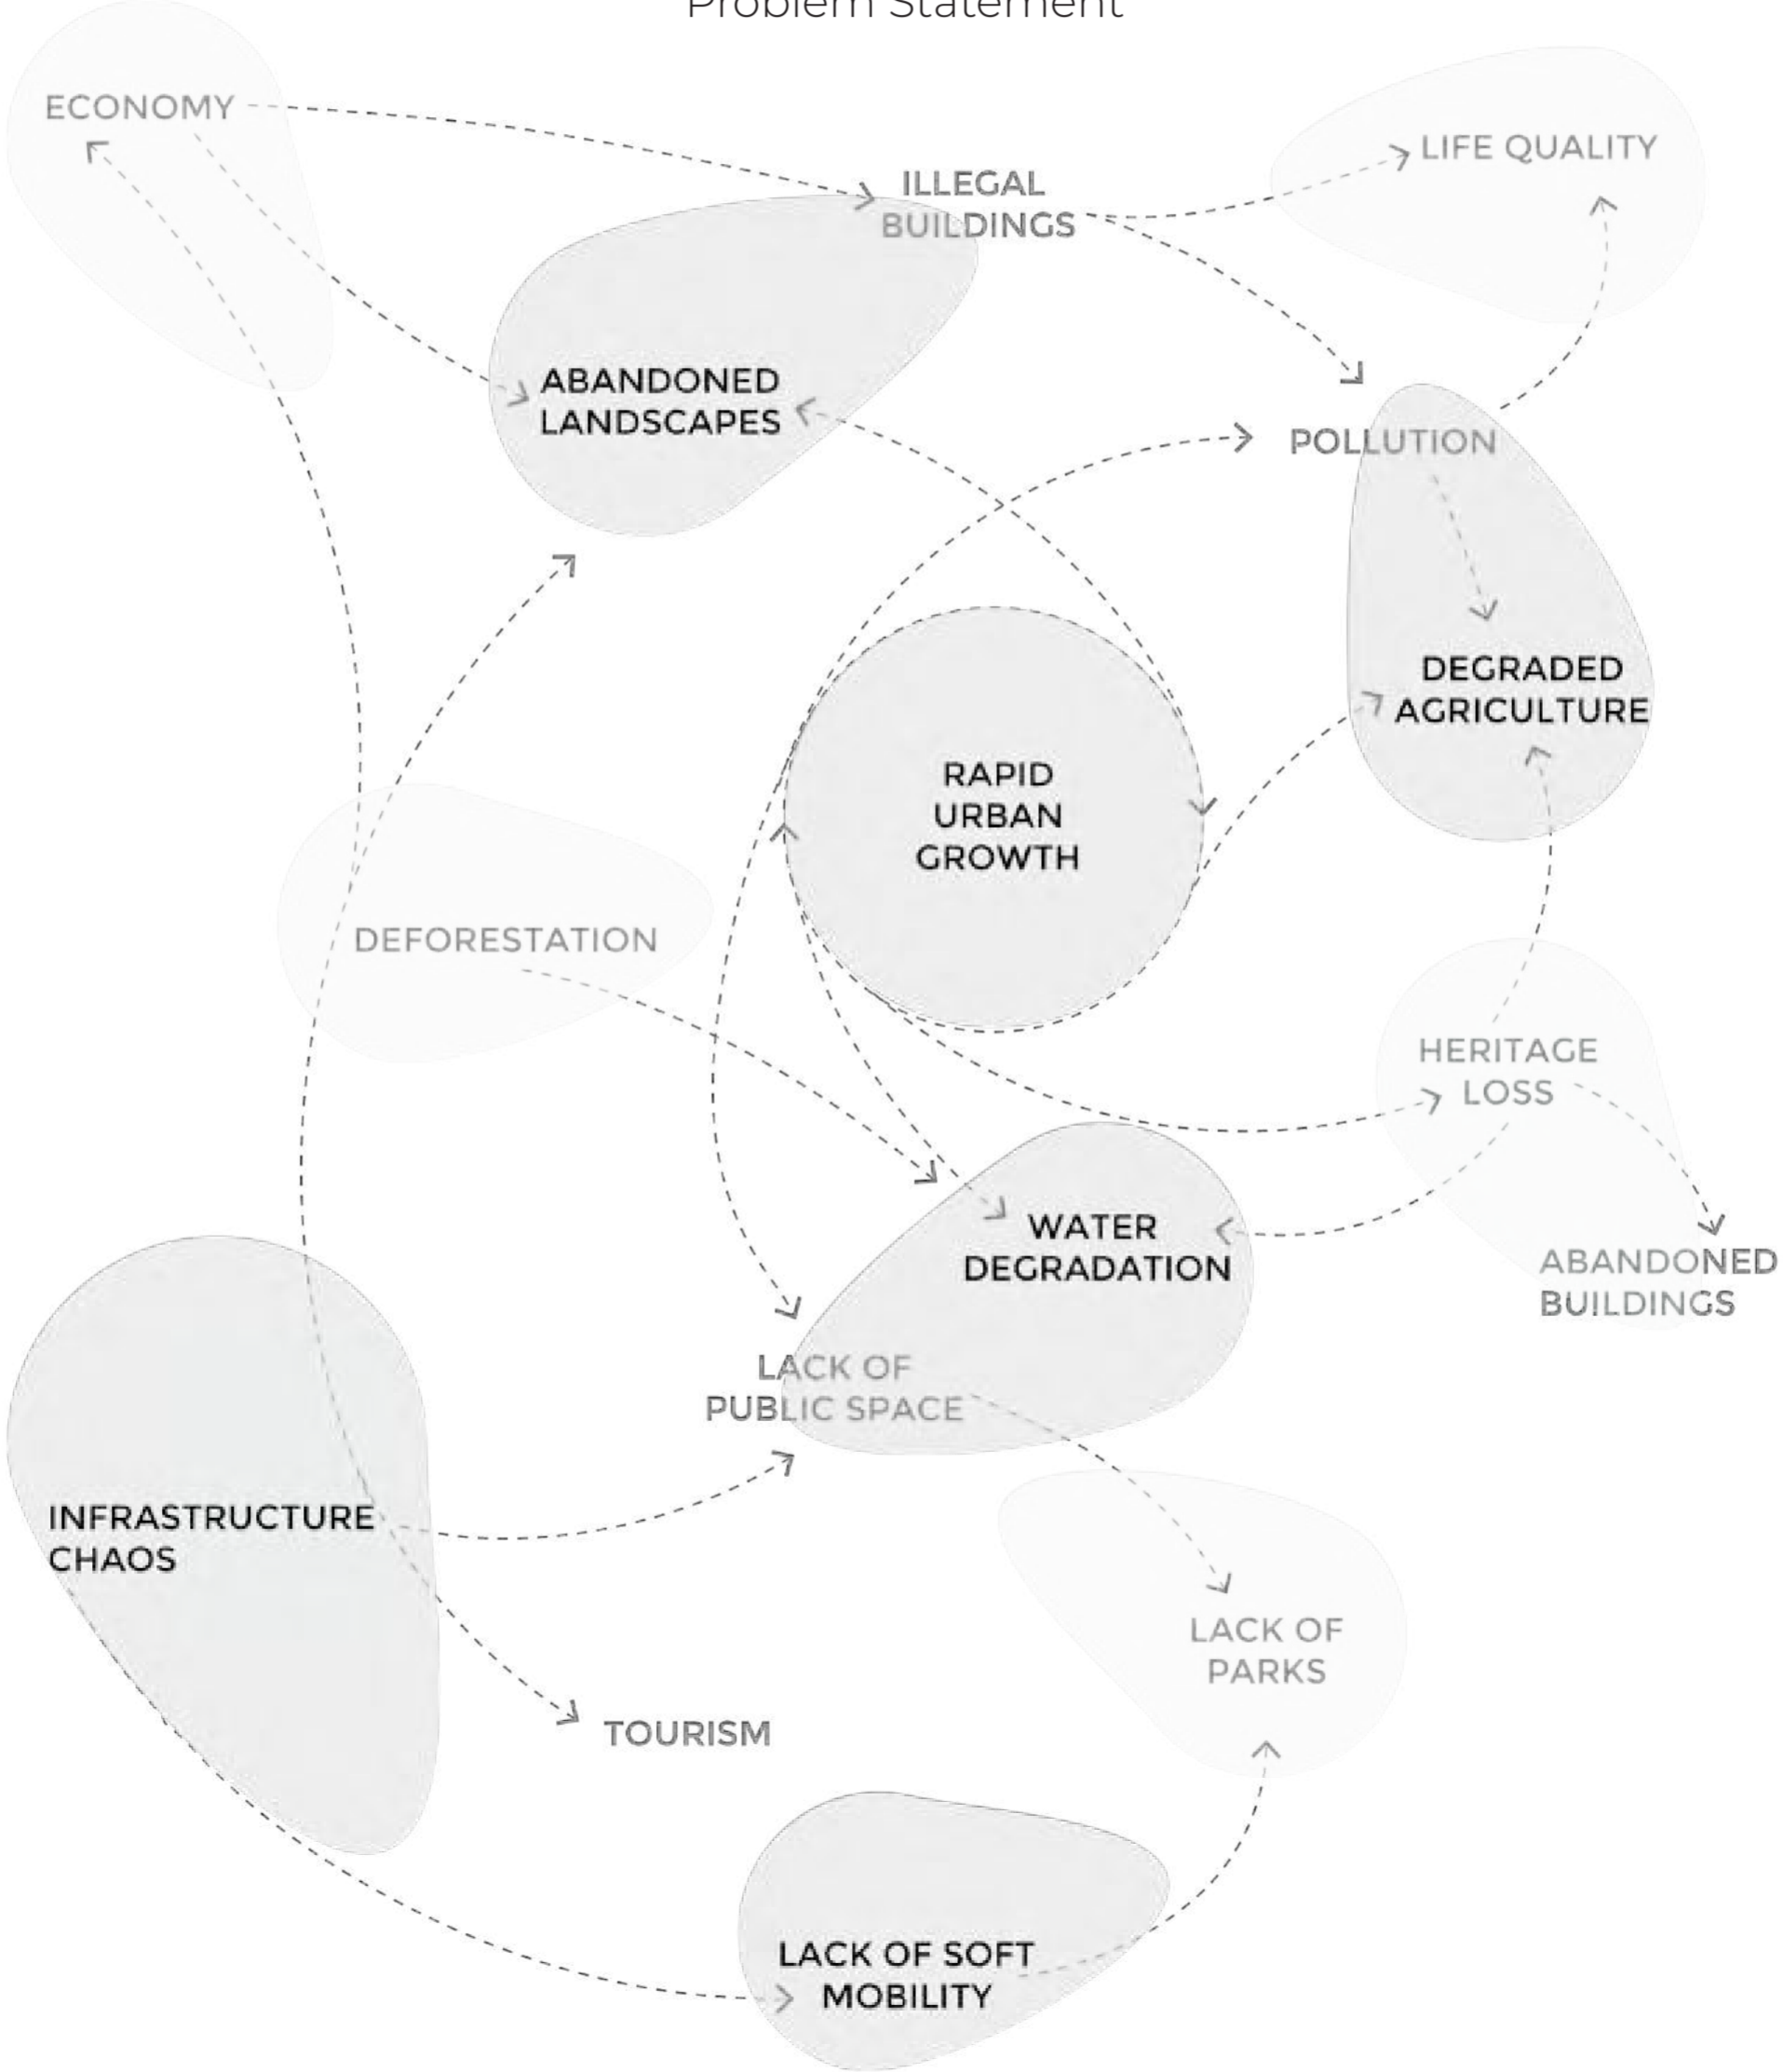 Problem Statement
ECONOMY
LIFE QUALITY
ILLEGAL
BUILDINGS
ABANDONED
LANDSCAPES
POLLUTION
DEGRADED
AGRICULTURE
RAPID
URBAN
GROWTH
DEFORESTATION
HERITAGE
LOSS
WATER
DEGRADATION
ABANDONED
BUILDINGS
LACK OF
PUBLIC SPACE
INFRASTRUCTURE
CHAOS
LACK OF
PARKS
TOURISM
LACK OF SOFT
MOBILITY